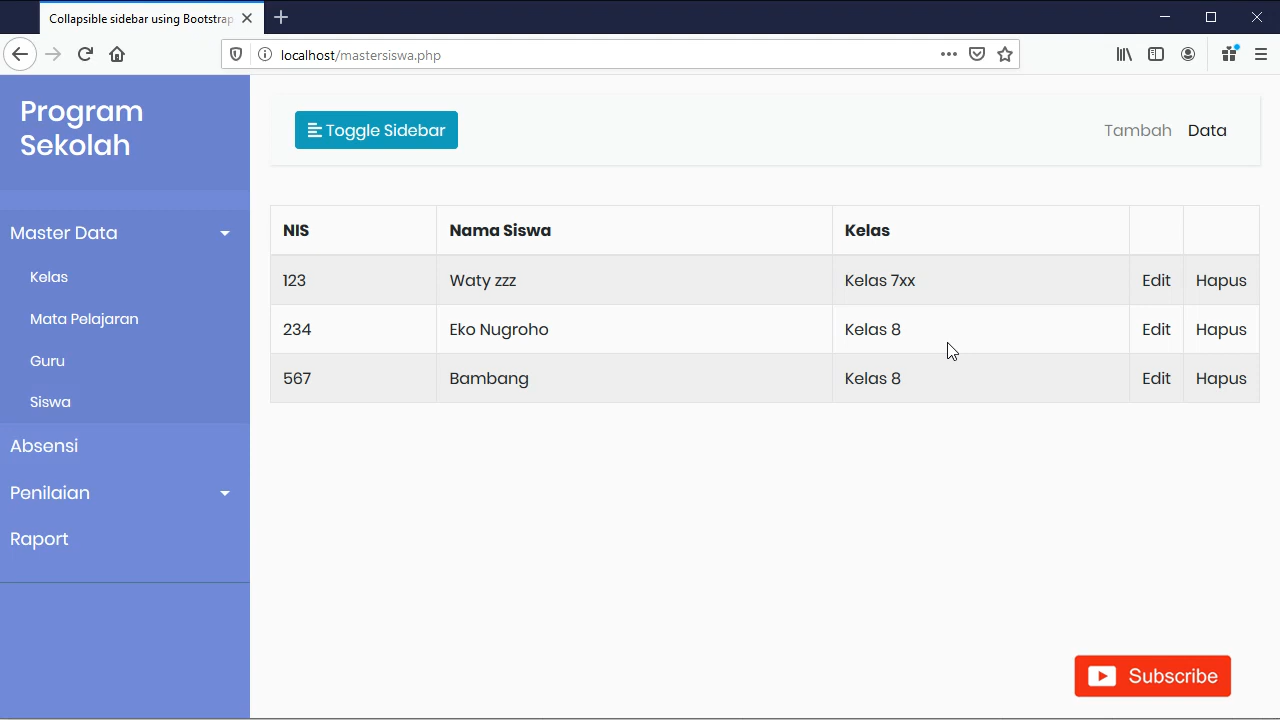 Collapsible sidebar using Bootstrap
localhost/mastersiswa.php
Program
Sekolah
Toggle Sidebar
Tambah Data
Master Data
Kelas
Mata Pelajaran
Guru
Siswa
Absensi
Penilaian
Raport
NIS Nama Siswa Kelas
123 Waty zzz Kelas 7xx Edit Hapus
234 Eko Nugroho Kelas 8 Edit Hapus
567 Bambang Kelas 8 Edit Hapus
Subscribe